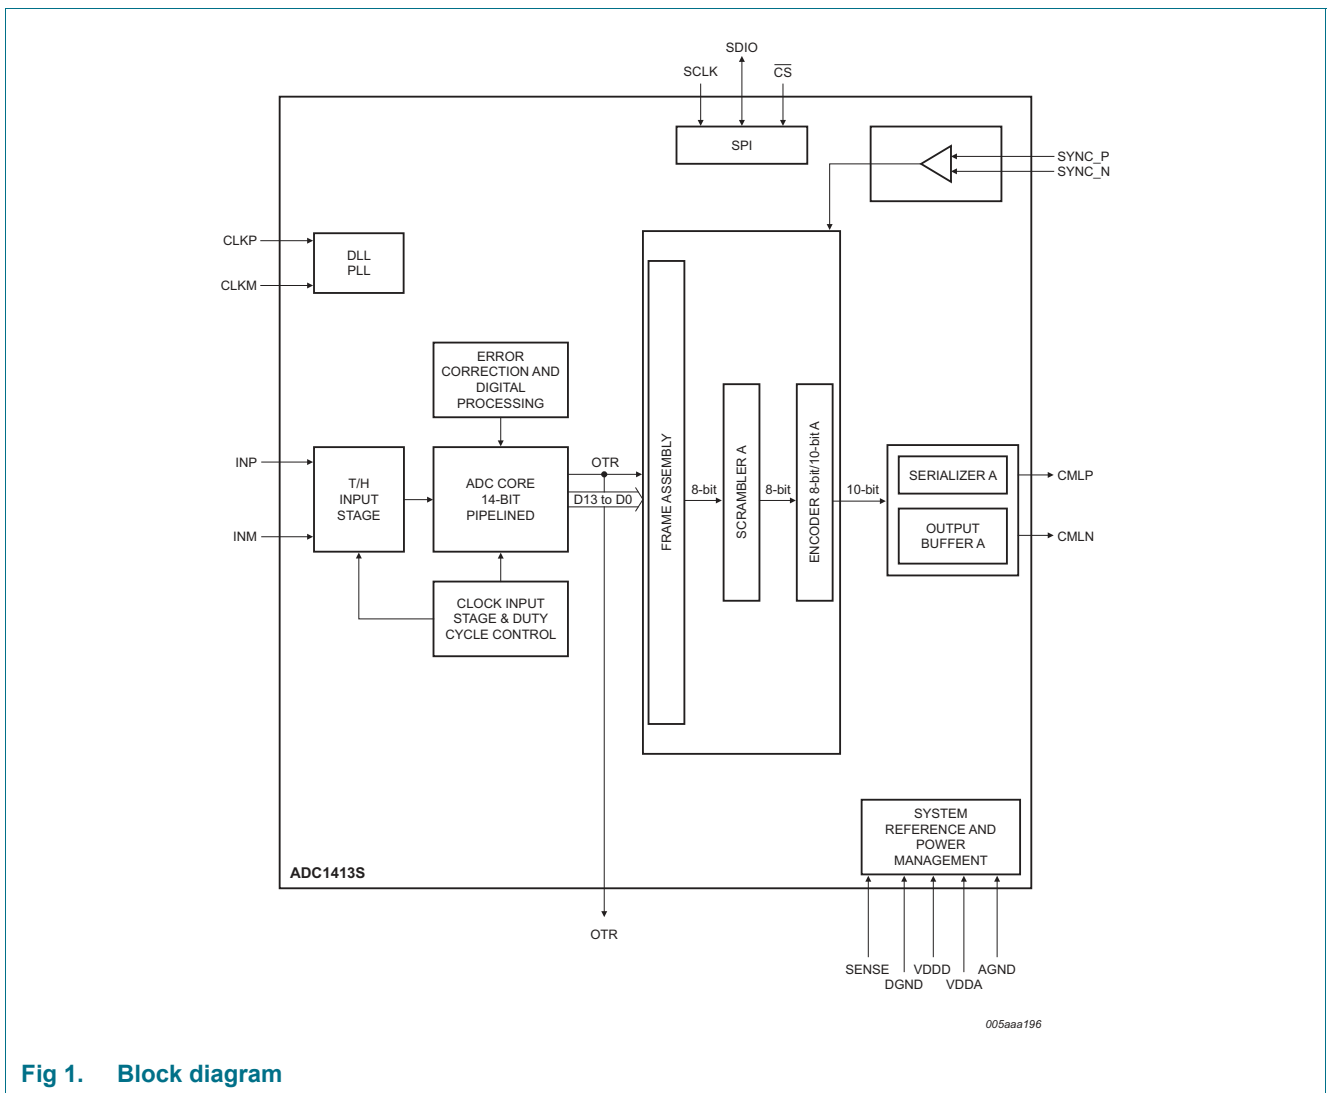 SDIO
SCLK
CS
SPI
SYNC_P
SYNC_N
CLKP
CLKM
DLL
PLL
ERROR
CORRECTION AND
DIGITAL
PROCESSING
INP
INM
T/H
INPUT
STAGE
ADC CORE
14-BIT
PIPELINED
OTR
D13 to D0
CLOCK INPUT
STAGE & DUTY
CYCLE CONTROL
FRAME ASSEMBLY
8-bit
SCRAMBLER A
8-bit
ENCODER 8-bit/10-bit A
10-bit
SERIALIZER A
OUTPUT
BUFFER A
CMLP
CMLN
SYSTEM
REFERENCE AND
POWER
MANAGEMENT
ADC1413S
OTR
SENSE
DGND
VDDD
VDDA
AGND
005aaa196
Fig 1. Block diagram